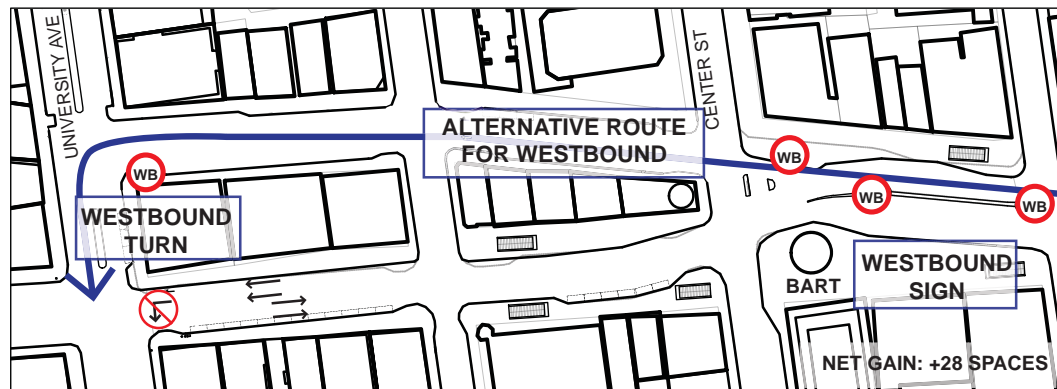 UNIVERSITY AVE
CENTER ST
ALTERNATIVE ROUTE
FOR WESTBOUND
WB
WB
WB
WB
WESTBOUND
TURN
BART
WESTBOUND
SIGN
NET GAIN: +28 SPACES